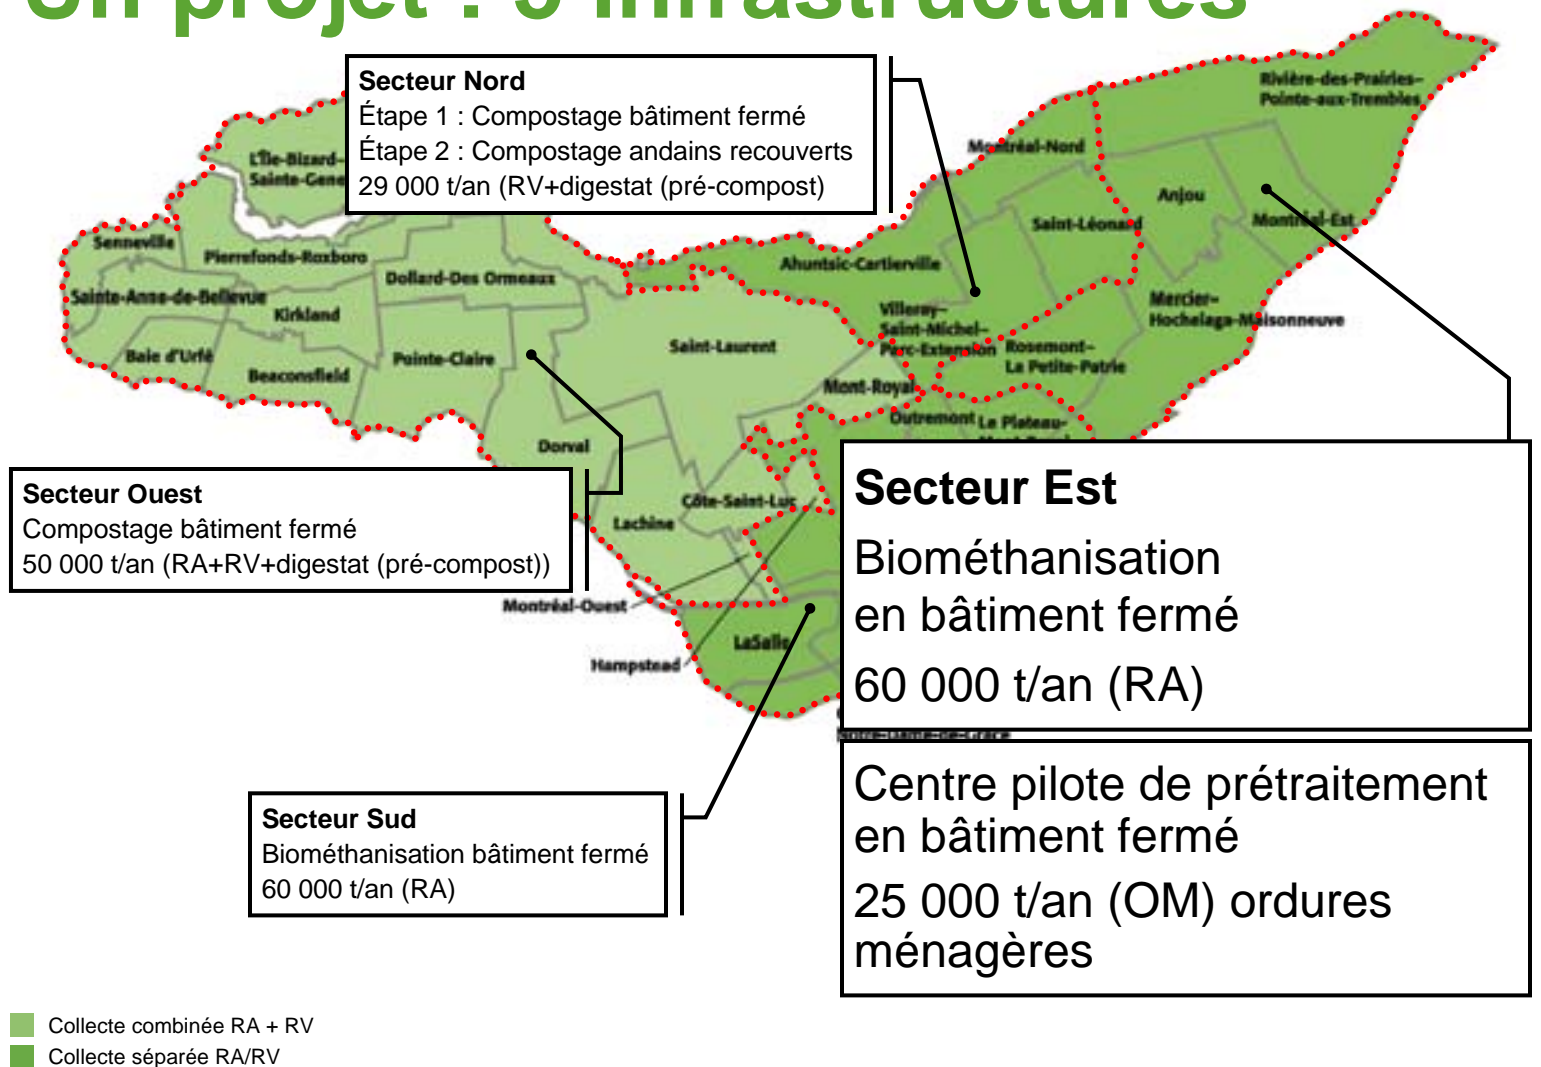 Un projet : 5 infrastructures
Secteur Nord
Étape 1 : Compostage bâtiment fermé
Étape 2 : Compostage andains recouverts
29 000 t/an (RV+digestat (pré-compost)
Rivière-des-Prairies–
Pointe-aux-Trembles
Montréal-Nord
L'Île-Bizard–
Sainte-Gene
Anjou
Saint-Léonard
Montréal-Est
Senneville
Pierrefonds-Roxboro
Dollard-Des Ormeaux
Ahuntsic-Cartierville
Sainte-Anne-de-Bellevue
Kirkland
Villeray–
Saint-Michel–
Parc-Extension
Mercier–
Hochelaga-Maisonneuve
Baie d'Urfé
Beaconsfield
Pointe-Claire
Saint-Laurent
Rosemont–
La Petite-Patrie
Mont-Royal
Outremont
Le Plateau-
Dorval
Secteur Ouest
Compostage bâtiment fermé
50 000 t/an (RA+RV+digestat (pré-compost))
Côte-Saint-Luc
Lachine
Montréal-Ouest
Hampstead
LaSalle
Secteur Est
Biométhanisation
en bâtiment fermé
60 000 t/an (RA)
Notre-Dame-de-Grâce
Centre pilote de prétraitement
en bâtiment fermé
25 000 t/an (OM) ordures
ménagères
Secteur Sud
Biométhanisation bâtiment fermé
60 000 t/an (RA)
Collecte combinée RA + RV
Collecte séparée RA/RV